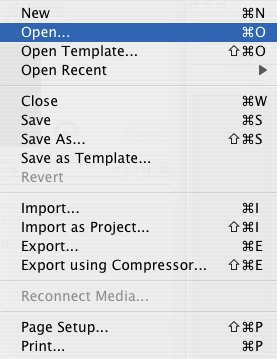 New ⌘N
Open... ⌘O
Open Template... ⇧⌘O
Open Recent ▶
Close ⌘W
Save ⌘S
Save As... ⇧⌘S
Save as Template...
Revert
Import... ⌘I
Import as Project... ⇧⌘I
Export... ⌘E
Export using Compressor... ⇧⌘E
Reconnect Media...
Page Setup... ⇧⌘P
Print... ⌘P